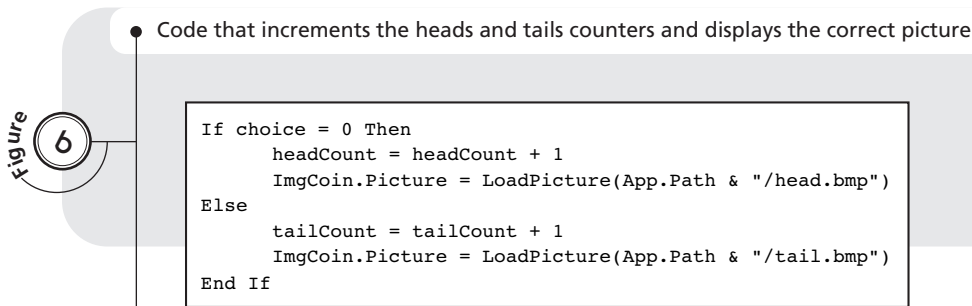 Code that increments the heads and tails counters and displays the correct picture
Figure
6
If choice = 0 Then
      headCount = headCount + 1
      ImgCoin.Picture = LoadPicture(App.Path & "/head.bmp")
Else
      tailCount = tailCount + 1
      ImgCoin.Picture = LoadPicture(App.Path & "/tail.bmp")
End If